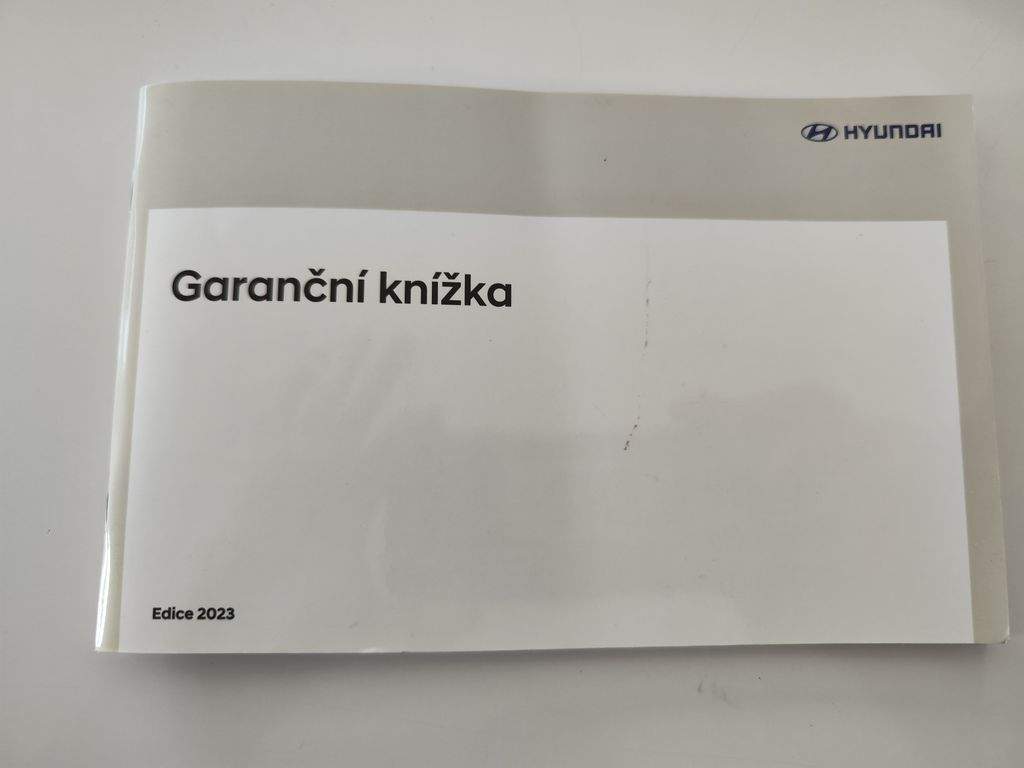 HYUNDAI
Garanční knížka
Edice 2023